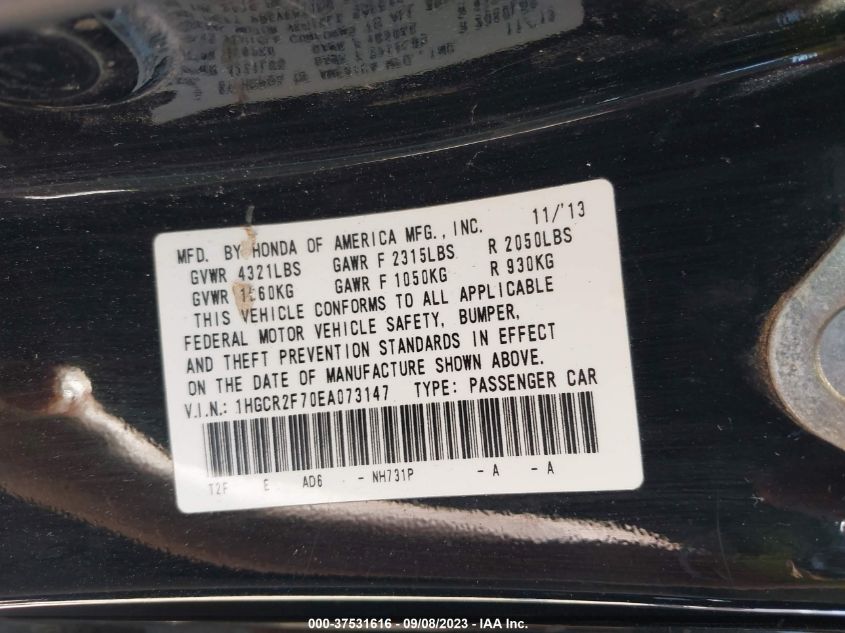 MFD. BY HONDA OF AMERICA MFG., INC. 11/'13
GVWR 4321LBS GAWR F 2315LBS R 2050LBS
GVWR GAWR F 1050KG R 930KG
THIS VEHICLE CONFORMS TO ALL APPLICABLE
FEDERAL MOTOR VEHICLE SAFETY, BUMPER,
AND THEFT PREVENTION STANDARDS IN EFFECT
ON THE DATE OF MANUFACTURE SHOWN ABOVE.
V.I.N.: 1HGCR2F70EA073147 TYPE: PASSENGER CAR
T2F E AD6 - NH731P - A - A
000-37531616 - 09/08/2023 - IAA Inc.